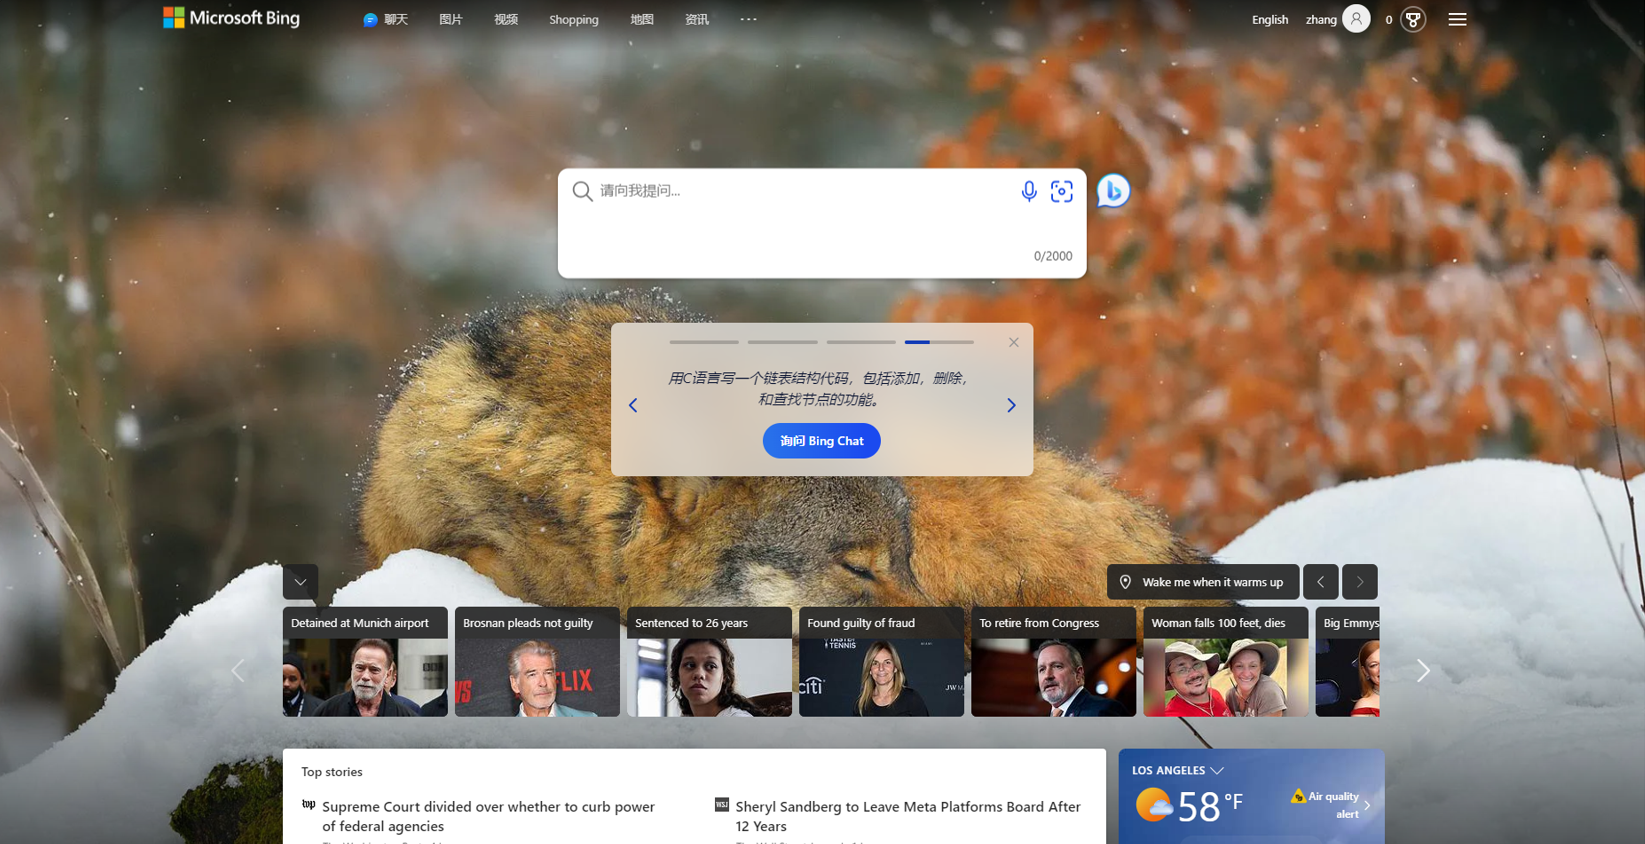 Microsoft Bing
聊天
图片
视频
Shopping
地图
资讯
English
zhang
0
请向我提问...
0/2000
用C语言写一个链表结构代码，包括添加，删除，
和查找节点的功能。
询问 Bing Chat
Wake me when it warms up
Detained at Munich airport
Brosnan pleads not guilty
Sentenced to 26 years
Found guilty of fraud
To retire from Congress
Woman falls 100 feet, dies
Big Emmys
TENNIS
citi
JW M
FLIX
Top stories
LOS ANGELES
wp Supreme Court divided over whether to curb power
of federal agencies
WSJ Sheryl Sandberg to Leave Meta Platforms Board After
12 Years
58 °F
Air quality
alert